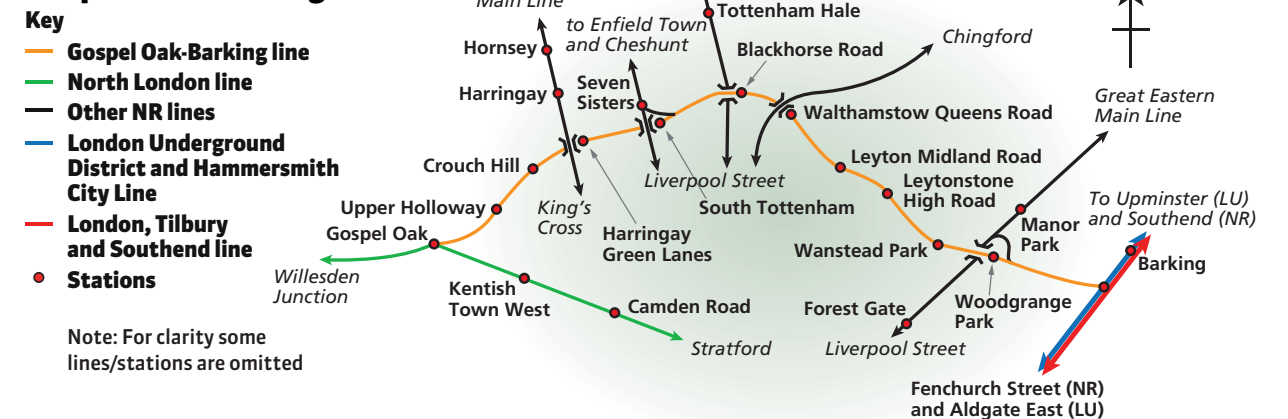 Key
Gospel Oak-Barking line
North London line
Other NR lines
London Underground
District and Hammersmith
City Line
London, Tilbury
and Southend line
Stations
Note: For clarity some
lines/stations are omitted
Main Line
Hornsey
Harringay
to Enfield Town
and Cheshunt
Seven
Sisters
Tottenham Hale
Blackhorse Road
Chingford
Walthamstow Queens Road
Great Eastern
Main Line
Crouch Hill
Liverpool Street
Leyton Midland Road
Leytonstone
High Road
Upper Holloway
King's
Cross
South Tottenham
To Upminster (LU)
and Southend (NR)
Gospel Oak
Harringay
Green Lanes
Wanstead Park
Manor
Park
Barking
Willesden
Junction
Kentish
Town West
Camden Road
Forest Gate
Woodgrange
Park
Stratford
Liverpool Street
Fenchurch Street (NR)
and Aldgate East (LU)